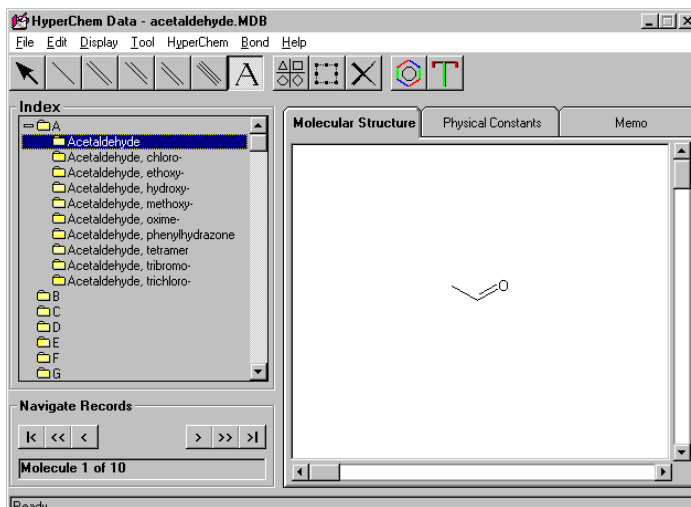 HyperChem Data - acetaldehyde.MDB
File Edit Display Tool HyperChem Bond Help
A
Index
A
Acetaldehyde
Acetaldehyde, chloro-
Acetaldehyde, ethoxy-
Acetaldehyde, hydroxy-
Acetaldehyde, methoxy-
Acetaldehyde, oxime-
Acetaldehyde, phenylhydrazone
Acetaldehyde, tetramer
Acetaldehyde, tribromo-
Acetaldehyde, trichloro-
B
C
D
E
F
G
Navigate Records
|< << < > >> >|
Molecule 1 of 10
Molecular Structure Physical Constants Memo
O
Ready